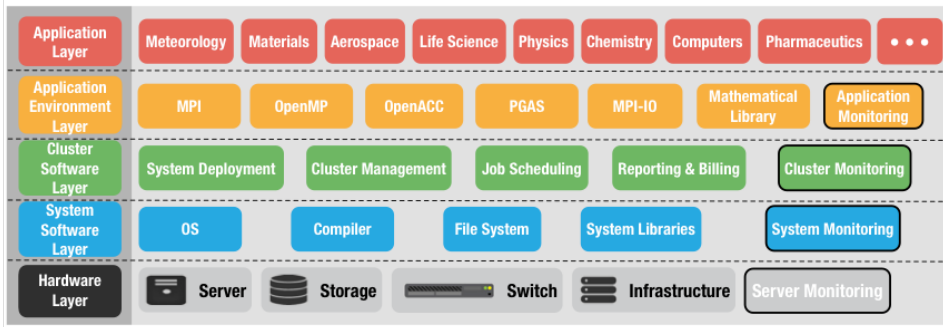 Application
Layer
Meteorology
Materials
Aerospace
Life Science
Physics
Chemistry
Computers
Pharmaceutics
•••
Application
Environment
Layer
MPI
OpenMP
OpenACC
PGAS
MPI-IO
Mathematical
Library
Application
Monitoring
Cluster
Software
Layer
System Deployment
Cluster Management
Job Scheduling
Reporting & Billing
Cluster Monitoring
System
Software
Layer
OS
Compiler
File System
System Libraries
System Monitoring
Hardware
Layer
Server
Storage
Switch
Infrastructure
Server Monitoring